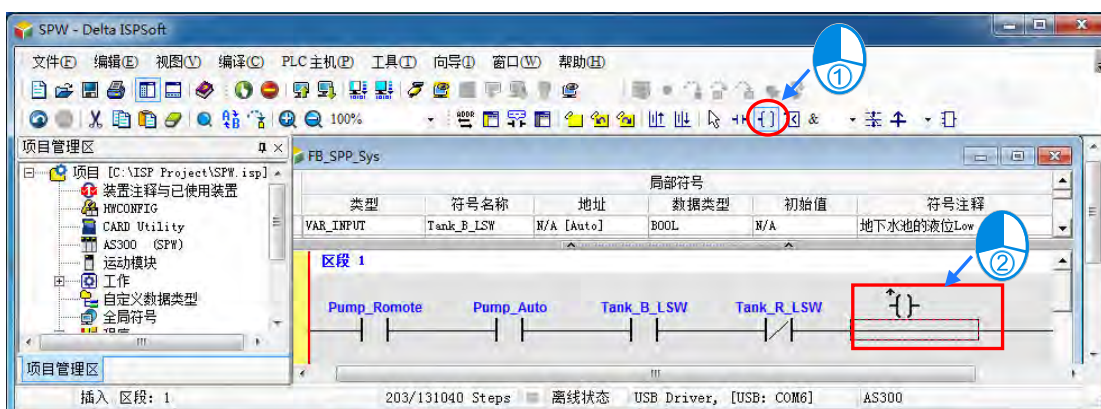 SPW - Delta ISPSoft
文件(F) 编辑(E) 视图(V) 编译(C) PLC主机(P) 工具(T) 向导(I) 窗口(W) 帮助(H)
①
100% ADDR &
项目管理区
FB_SPP_Sys
项目 [C:\ISP Project\SPW.isp]
装置注释与已使用装置
HWCONFIG
CARD Utility
AS300 (SPW)
运动模块
工作
自定义数据类型
全局符号
局部符号
类型 符号名称 地址 数据类型 初始值 符号注释
VAR_INPUT Tank_B_LSW N/A [Auto] BOOL N/A 地下水池的液位Low
②
区段 1
Pump_Romote Pump_Auto Tank_B_LSW Tank_R_LSW
项目管理区
插入 区段: 1 203/131040 Steps 离线状态 USB Driver, [USB: COM6] AS300